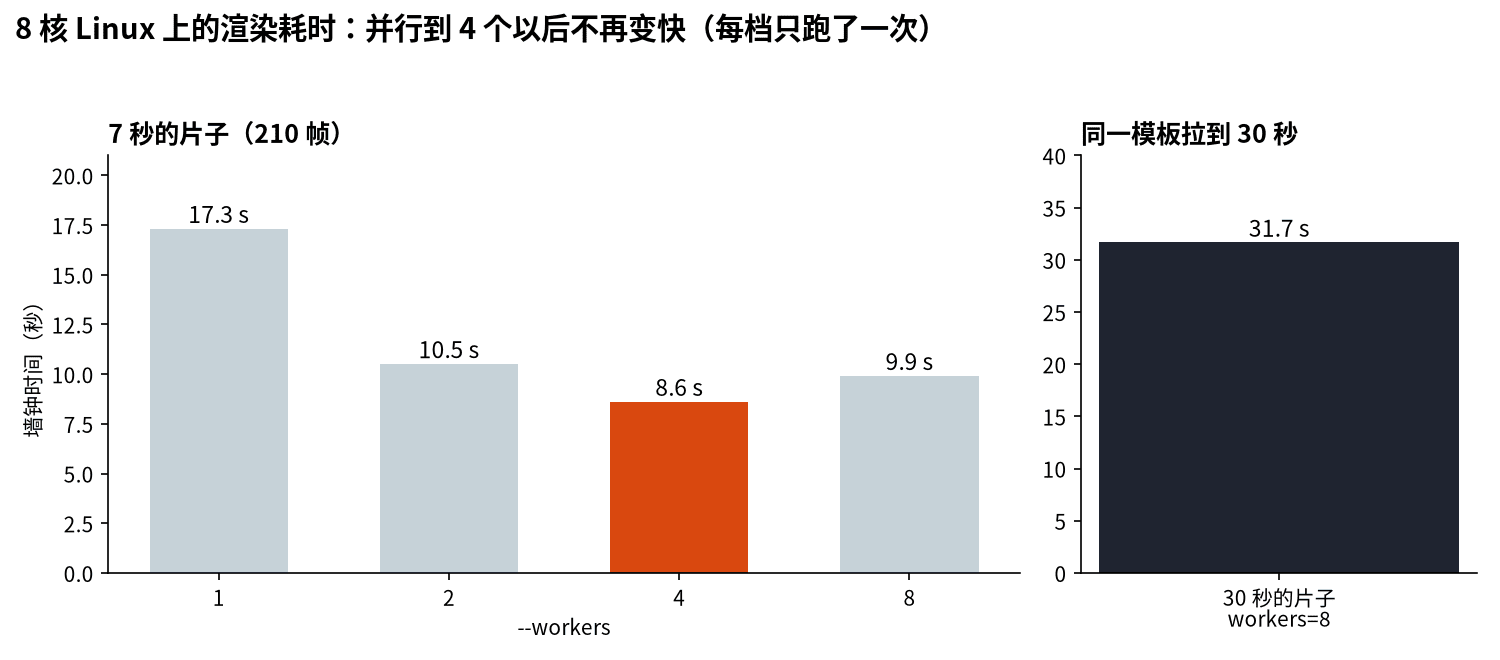 8 核 Linux 上的渲染耗时：并行到 4 个以后不再变快（每档只跑了一次）
7 秒的片子（210 帧）
墙钟时间（秒）
20.0
17.5
15.0
12.5
10.0
7.5
5.0
2.5
0.0
17.3 s
10.5 s
8.6 s
9.9 s
1
2
4
8
--workers
同一模板拉到 30 秒
40
35
30
25
20
15
10
5
0
31.7 s
30 秒的片子
workers=8